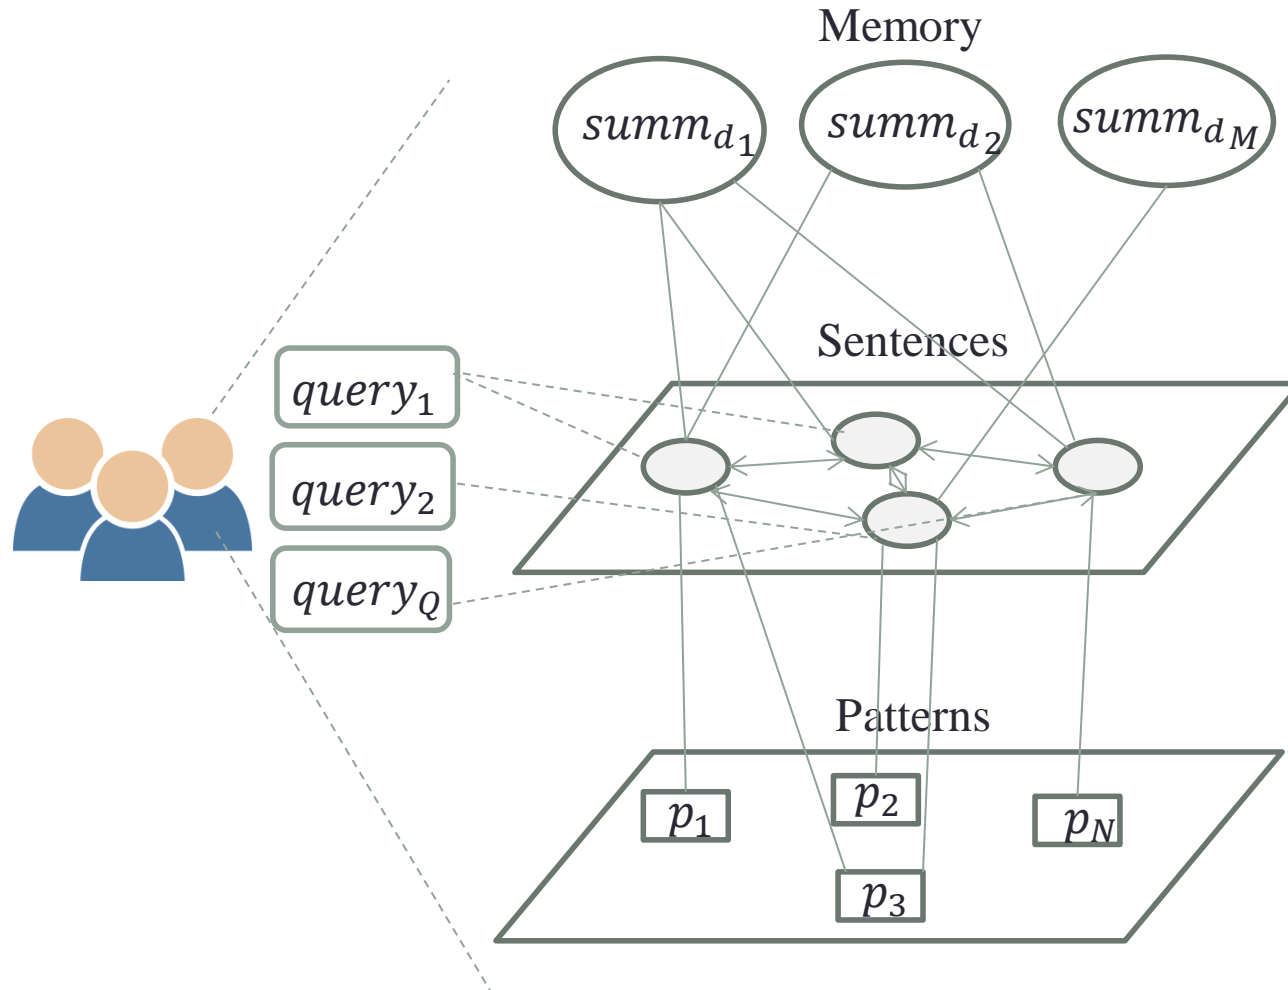 Memory
summ_{d_1}
summ_{d_2}
summ_{d_M}
Sentences
query_1
query_2
query_Q
Patterns
p_1
p_2
p_N
p_3